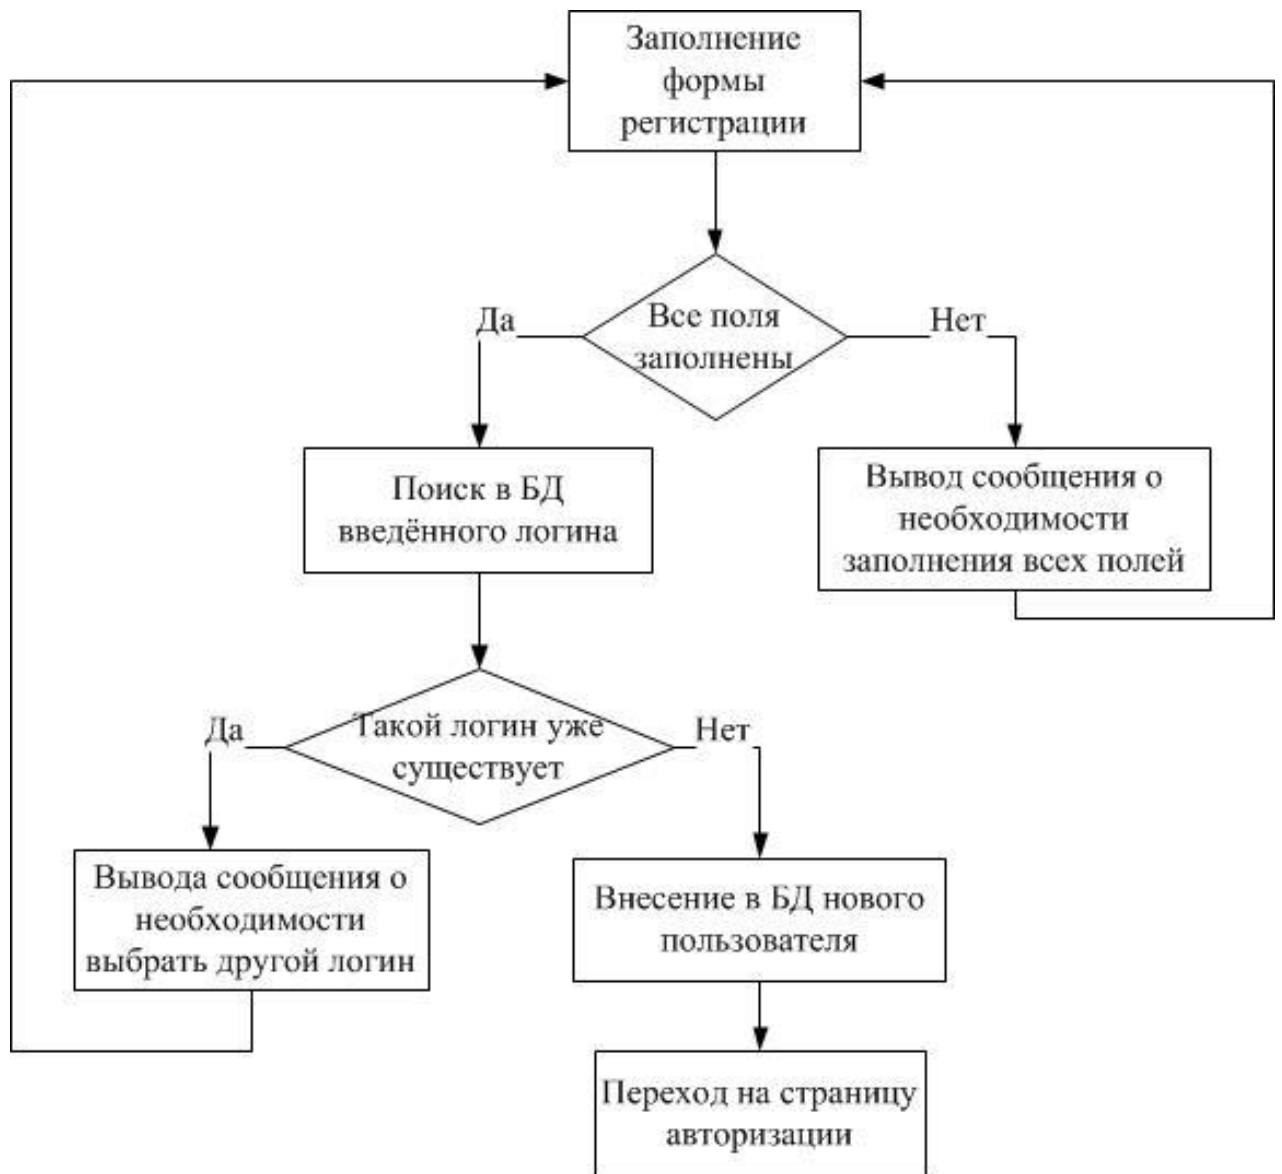 Заполнение
формы
регистрации
Все поля
заполнены
Да
Нет
Поиск в БД
введённого логина
Вывод сообщения о
необходимости
заполнения всех полей
Такой логин уже
существует
Да
Нет
Вывода сообщения о
необходимости
выбрать другой логин
Внесение в БД нового
пользователя
Переход на страницу
авторизации